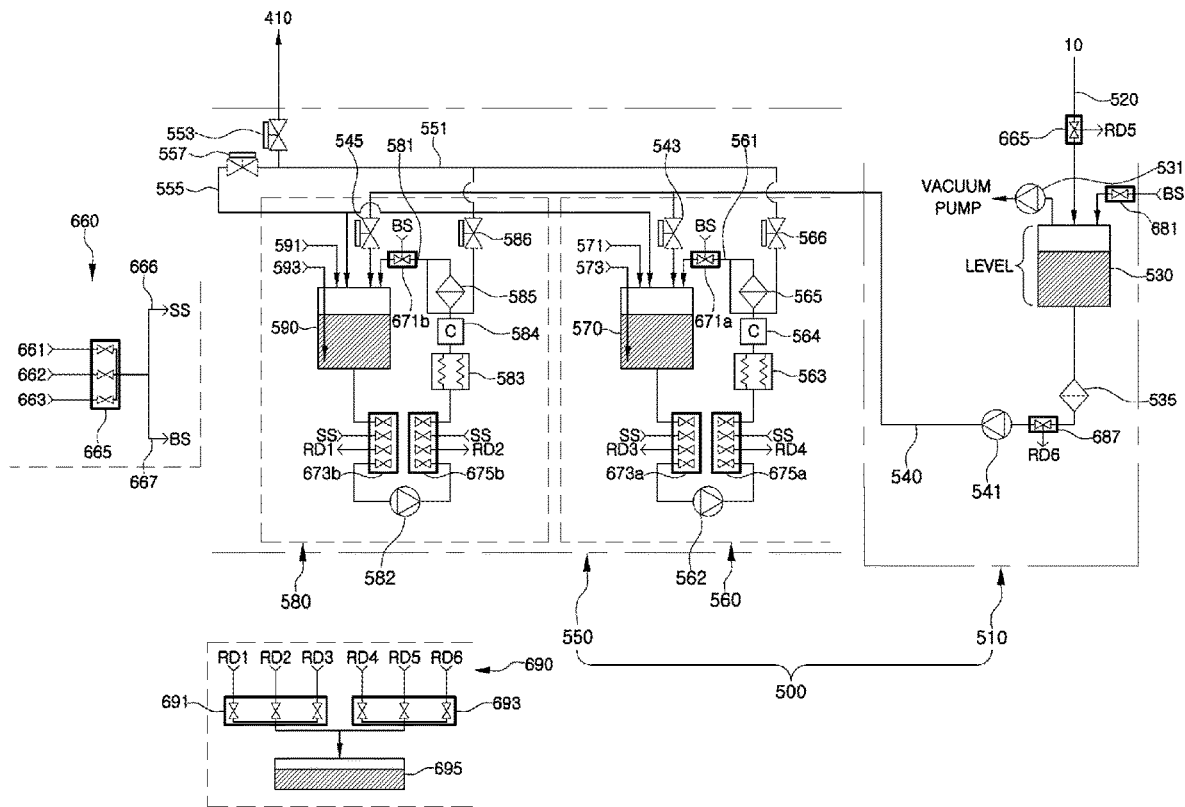 410
10
520
553
545
581
551
543
561
665
RD5
531
557
VACUUM
PUMP
BS
681
555
660
BS
586
BS
566
666
591
593
571
573
LEVEL
530
SS
585
565
590
671b
584
C
570
671a
564
C
661
662
663
583
563
535
665
BS
667
SS
RD1
SS
RD2
SS
RD3
SS
RD4
687
673b
675b
673a
675a
RD6
540
541
582
562
580
560
550
510
500
RD1
RD2
RD3
RD4
RD5
RD6
690
691
693
695